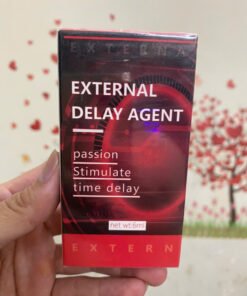 EXTERNA
EXTERNAL
DELAY AGENT
passion
Stimulate
time delay
net wt 6ml
EXTERN